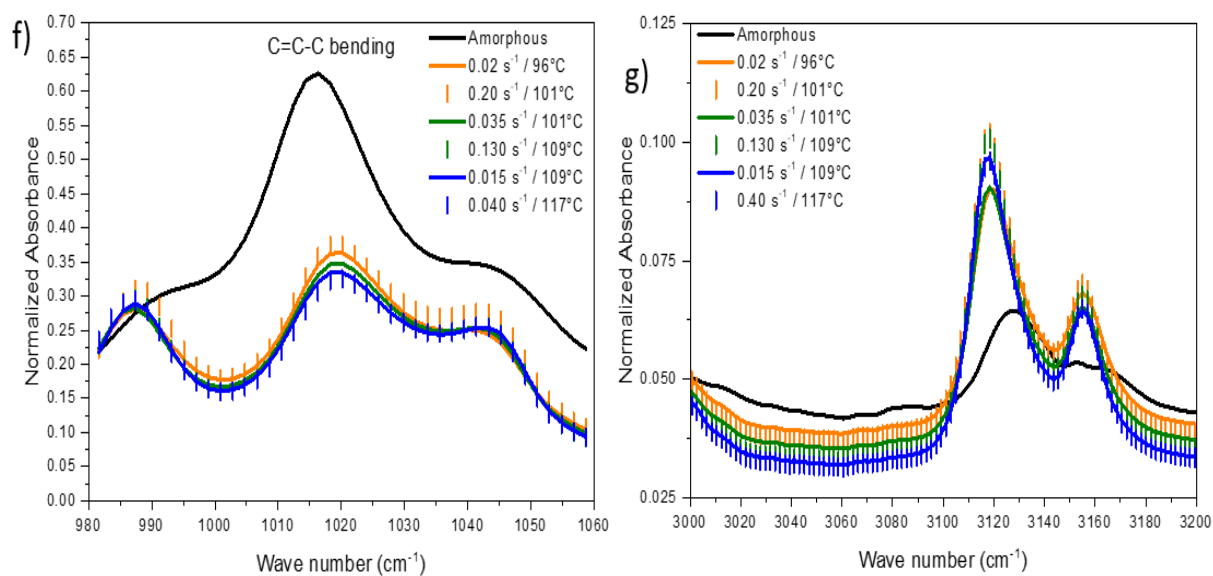 f)
C=C-C bending
Amorphous
0.02 s⁻¹ / 96°C
0.20 s⁻¹ / 101°C
0.035 s⁻¹ / 101°C
0.130 s⁻¹ / 109°C
0.015 s⁻¹ / 109°C
0.040 s⁻¹ / 117°C
0.70
0.65
0.60
0.55
0.50
0.45
0.40
0.35
0.30
0.25
0.20
0.15
0.10
0.05
0.00
Normalized Absorbance
980 990 1000 1010 1020 1030 1040 1050 1060
Wave number (cm⁻¹)
g)
Amorphous
0.02 s⁻¹ / 96°C
0.20 s⁻¹ / 101°C
0.035 s⁻¹ / 101°C
0.130 s⁻¹ / 109°C
0.015 s⁻¹ / 109°C
0.40 s⁻¹ / 117°C
0.125
0.100
0.075
0.050
0.025
Normalized Absorbance
3000 3020 3040 3060 3080 3100 3120 3140 3160 3180 3200
Wave number (cm⁻¹)